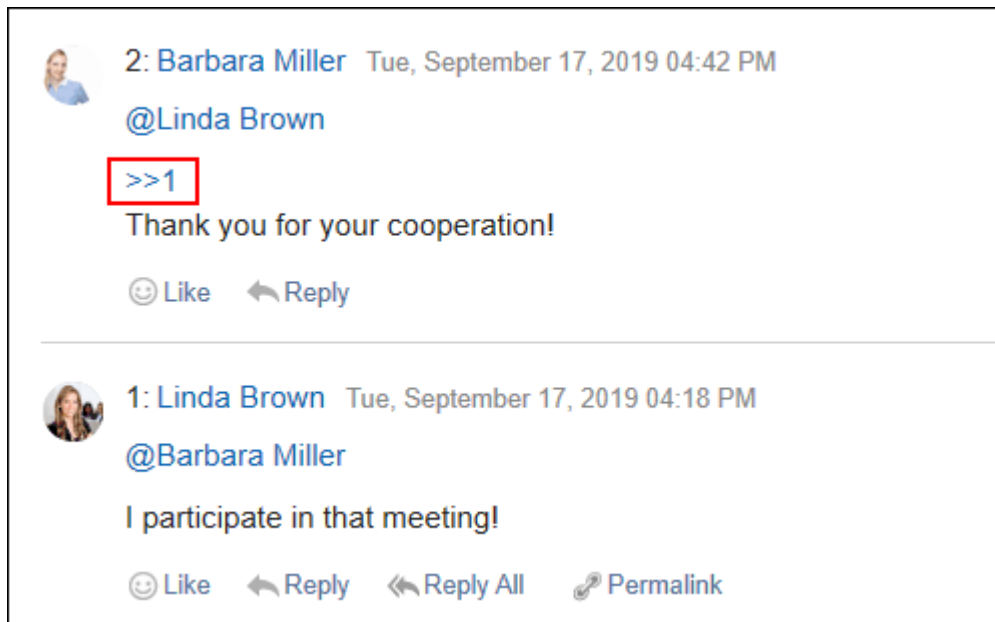 2: Barbara Miller Tue, September 17, 2019 04:42 PM
@Linda Brown
>>1
Thank you for your cooperation!
Like Reply
1: Linda Brown Tue, September 17, 2019 04:18 PM
@Barbara Miller
I participate in that meeting!
Like Reply Reply All Permalink